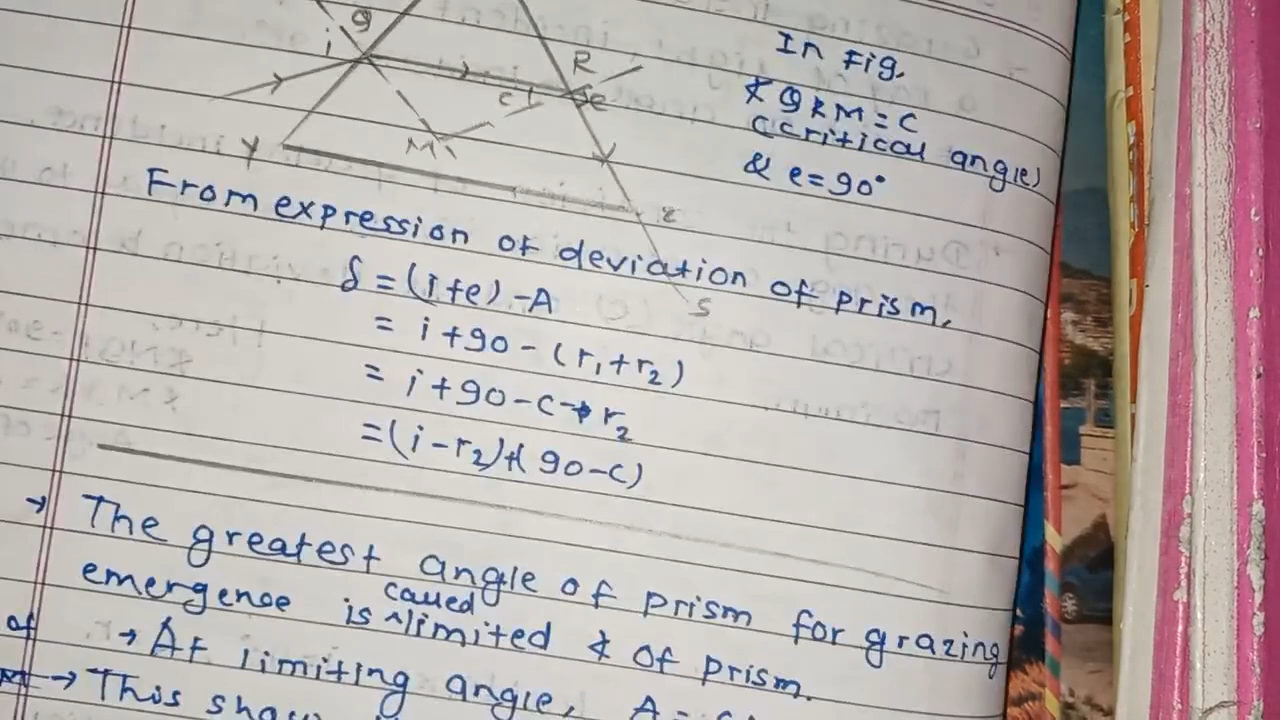 g
i
R
c
e
M
Y
z
S
In Fig.
∡ QRM = C
(critical angle)
& e = 90°
From expression of deviation of prism,
δ = (i+e) - A
= i + 90 - (r₁ + r₂)
= i + 90 - C - r₂
= (i - r₂) + (90 - C)
→ The greatest angle of prism for grazing
called
emergence is ^limited ∡ of prism.
of
→ At limiting angle, A =
→ This